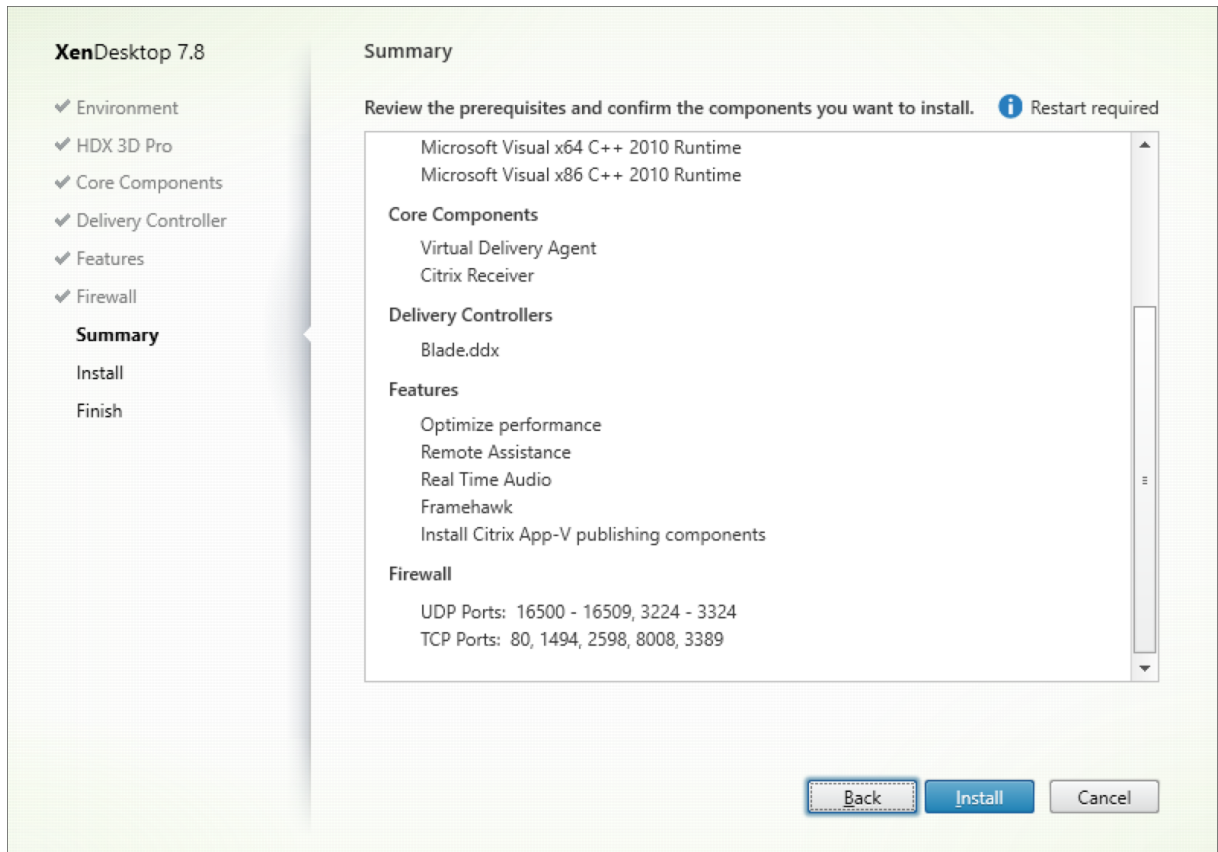 XenDesktop 7.8
Environment
HDX 3D Pro
Core Components
Delivery Controller
Features
Firewall
Summary
Install
Finish
Summary
Review the prerequisites and confirm the components you want to install.
Restart required
Microsoft Visual x64 C++ 2010 Runtime
Microsoft Visual x86 C++ 2010 Runtime
Core Components
Virtual Delivery Agent
Citrix Receiver
Delivery Controllers
Blade.ddx
Features
Optimize performance
Remote Assistance
Real Time Audio
Framehawk
Install Citrix App-V publishing components
Firewall
UDP Ports: 16500 - 16509, 3224 - 3324
TCP Ports: 80, 1494, 2598, 8008, 3389
Back
Install
Cancel